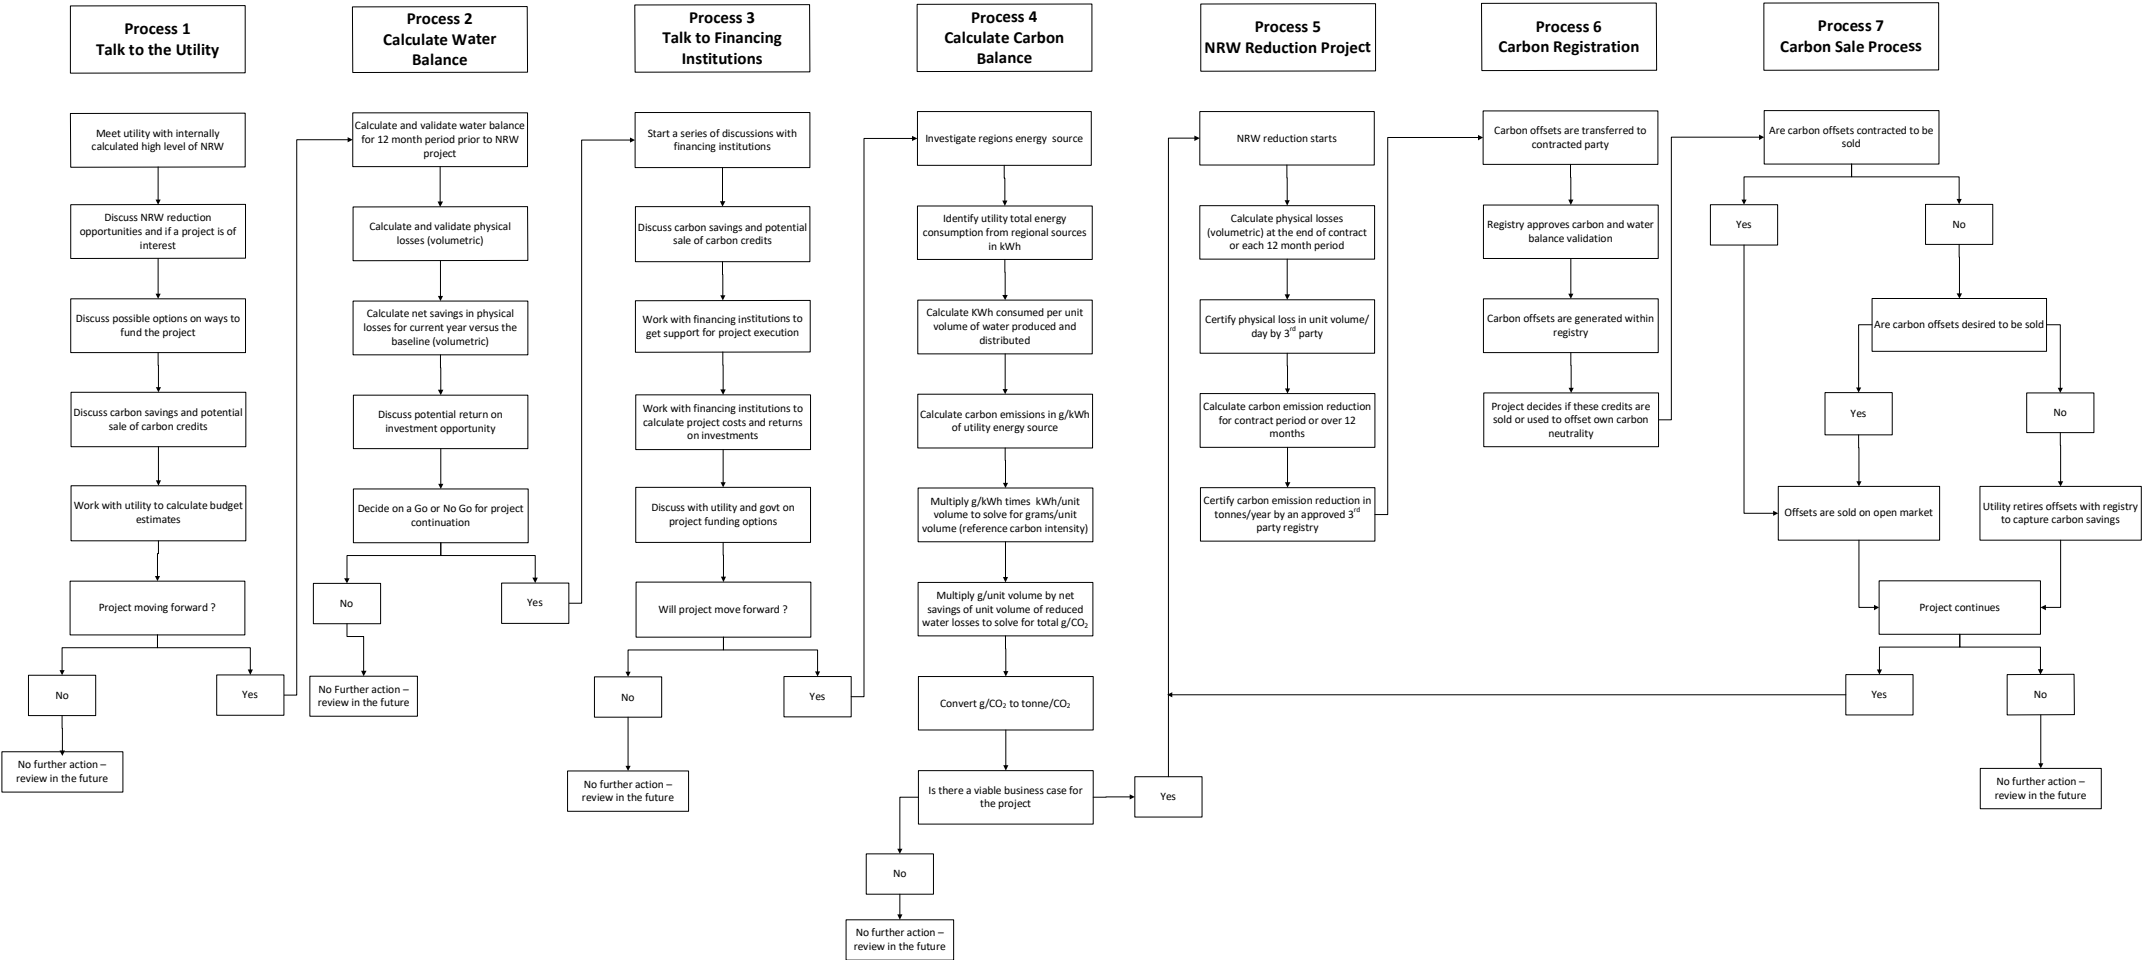 Process 1
Talk to the Utility
Meet utility with internally
calculated high level of NRW
Discuss NRW reduction
opportunities and if a project is of
interest
Discuss possible options on ways to
fund the project
Discuss carbon savings and potential
sale of carbon credits
Work with utility to calculate budget
estimates
Project moving forward ?
No
Yes
No further action –
review in the future
Process 2
Calculate Water
Balance
Calculate and validate water balance
for 12 month period prior to NRW
project
Calculate and validate physical
losses (volumetric)
Calculate net savings in physical
losses for current year versus the
baseline (volumetric)
Discuss potential return on
investment opportunity
Decide on a Go or No Go for project
continuation
No
Yes
No Further action –
review in the future
Process 3
Talk to Financing
Institutions
Start a series of discussions with
financing institutions
Discuss carbon savings and potential
sale of carbon credits
Work with financing institutions to
get support for project execution
Work with financing institutions to
calculate project costs and returns
on investments
Discuss with utility and govt on
project funding options
Will project move forward ?
No
Yes
No further action –
review in the future
Process 4
Calculate Carbon
Balance
Investigate regions energy source
Identify utility total energy
consumption from regional sources
in kWh
Calculate KWh consumed per unit
volume of water produced and
distributed
Calculate carbon emissions in g/kWh
of utility energy source
Multiply g/kWh times kWh/unit
volume to solve for grams/unit
volume (reference carbon intensity)
Multiply g/unit volume by net
savings of unit volume of reduced
water losses to solve for total g/CO₂
Convert g/CO₂ to tonne/CO₂
Is there a viable business case for
the project
Yes
No
No further action –
review in the future
Process 5
NRW Reduction Project
NRW reduction starts
Calculate physical losses
(volumetric) at the end of contract
or each 12 month period
Certify physical loss in unit volume/
day by 3rd party
Calculate carbon emission reduction
for contract period or over 12
months
Certify carbon emission reduction in
tonnes/year by an approved 3rd
party registry
Process 6
Carbon Registration
Carbon offsets are transferred to
contracted party
Registry approves carbon and water
balance validation
Carbon offsets are generated within
registry
Project decides if these credits are
sold or used to offset own carbon
neutrality
Process 7
Carbon Sale Process
Are carbon offsets contracted to be
sold
Yes
No
Are carbon offsets desired to be sold
Yes
No
Offsets are sold on open market
Utility retires offsets with registry
to capture carbon savings
Project continues
Yes
No
No further action –
review in the future